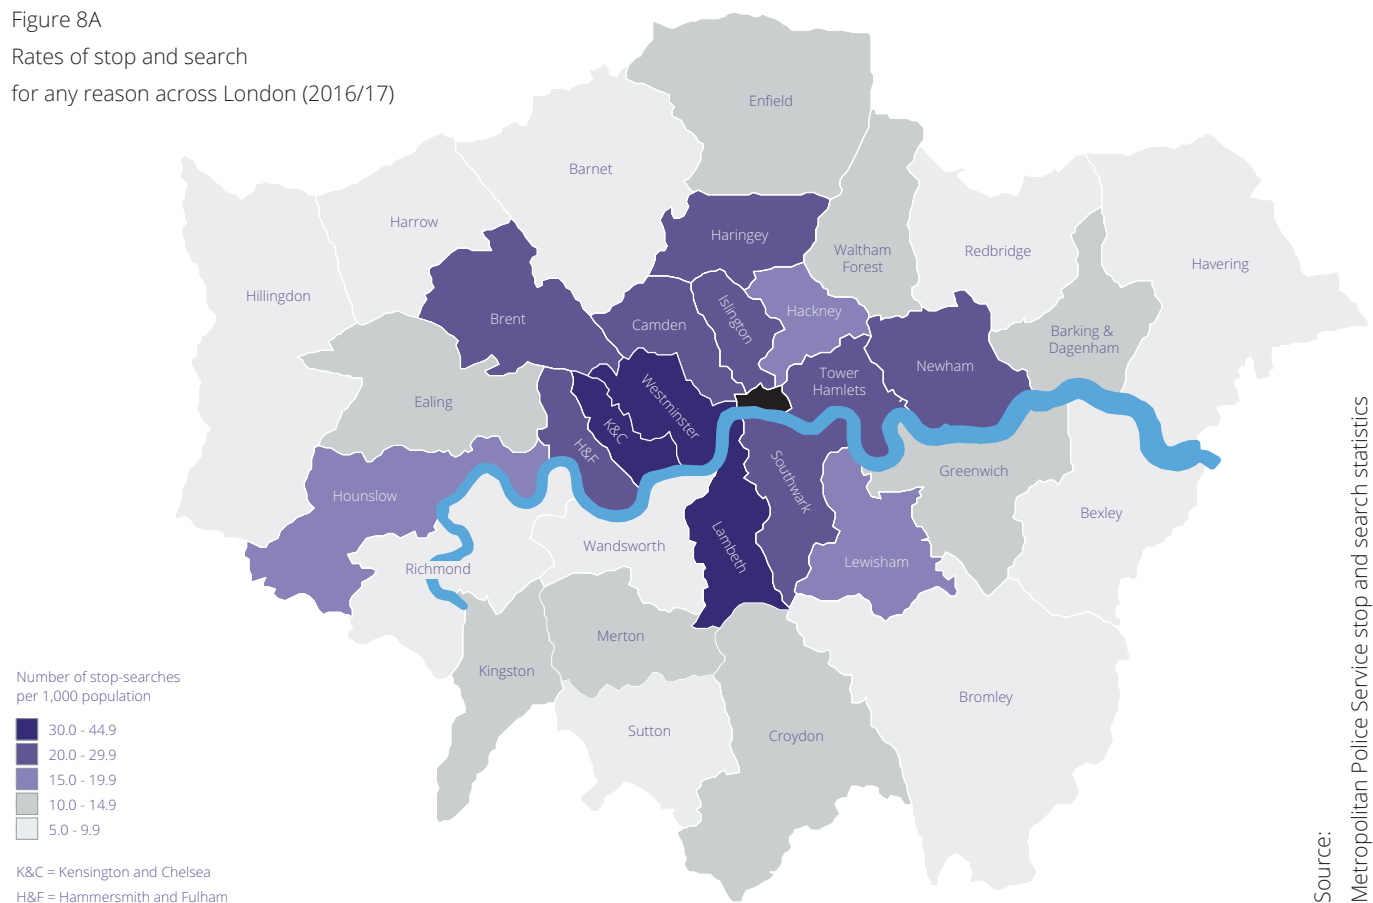 Figure 8A
Rates of stop and search
for any reason across London (2016/17)
Enfield
Barnet
Harrow
Haringey
Waltham
Forest
Redbridge
Havering
Hillingdon
Brent
Camden
Islington
Hackney
Newham
Barking &
Dagenham
Tower
Hamlets
Ealing
Westminster
K&C
H&F
Southwark
Greenwich
Hounslow
Bexley
Wandsworth
Lambeth
Lewisham
Richmond
Merton
Kingston
Bromley
Sutton
Croydon
Number of stop-searches
per 1,000 population
30.0 - 44.9
20.0 - 29.9
15.0 - 19.9
10.0 - 14.9
5.0 - 9.9
K&C = Kensington and Chelsea
H&F = Hammersmith and Fulham
Source:
Metropolitan Police Service stop and search statistics